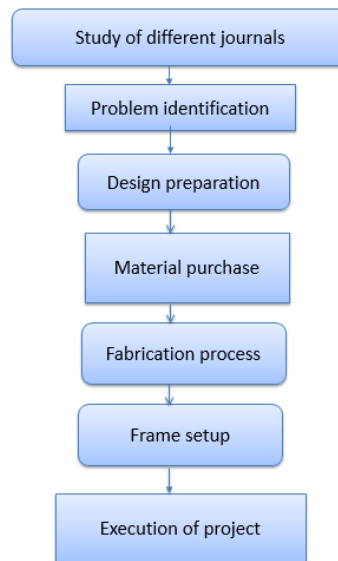 Study of different journals
Problem identification
Design preparation
Material purchase
Fabrication process
Frame setup
Execution of project